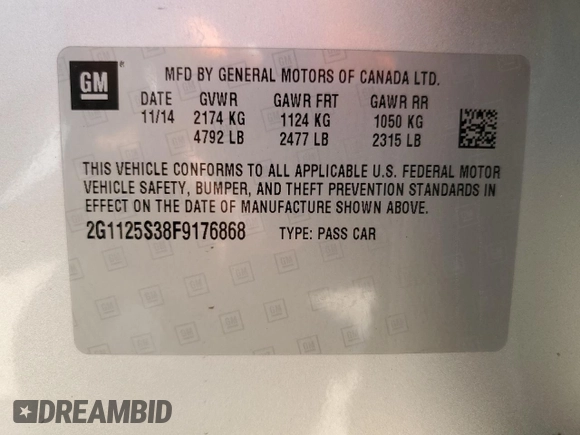 GM
MFD BY GENERAL MOTORS OF CANADA LTD.
DATE GVWR GAWR FRT GAWR RR
11/14 2174 KG 1124 KG 1050 KG
4792 LB 2477 LB 2315 LB
THIS VEHICLE CONFORMS TO ALL APPLICABLE U.S. FEDERAL MOTOR
VEHICLE SAFETY, BUMPER, AND THEFT PREVENTION STANDARDS IN
EFFECT ON THE DATE OF MANUFACTURE SHOWN ABOVE.
2G1125S38F9176868 TYPE: PASS CAR
DREAMBID